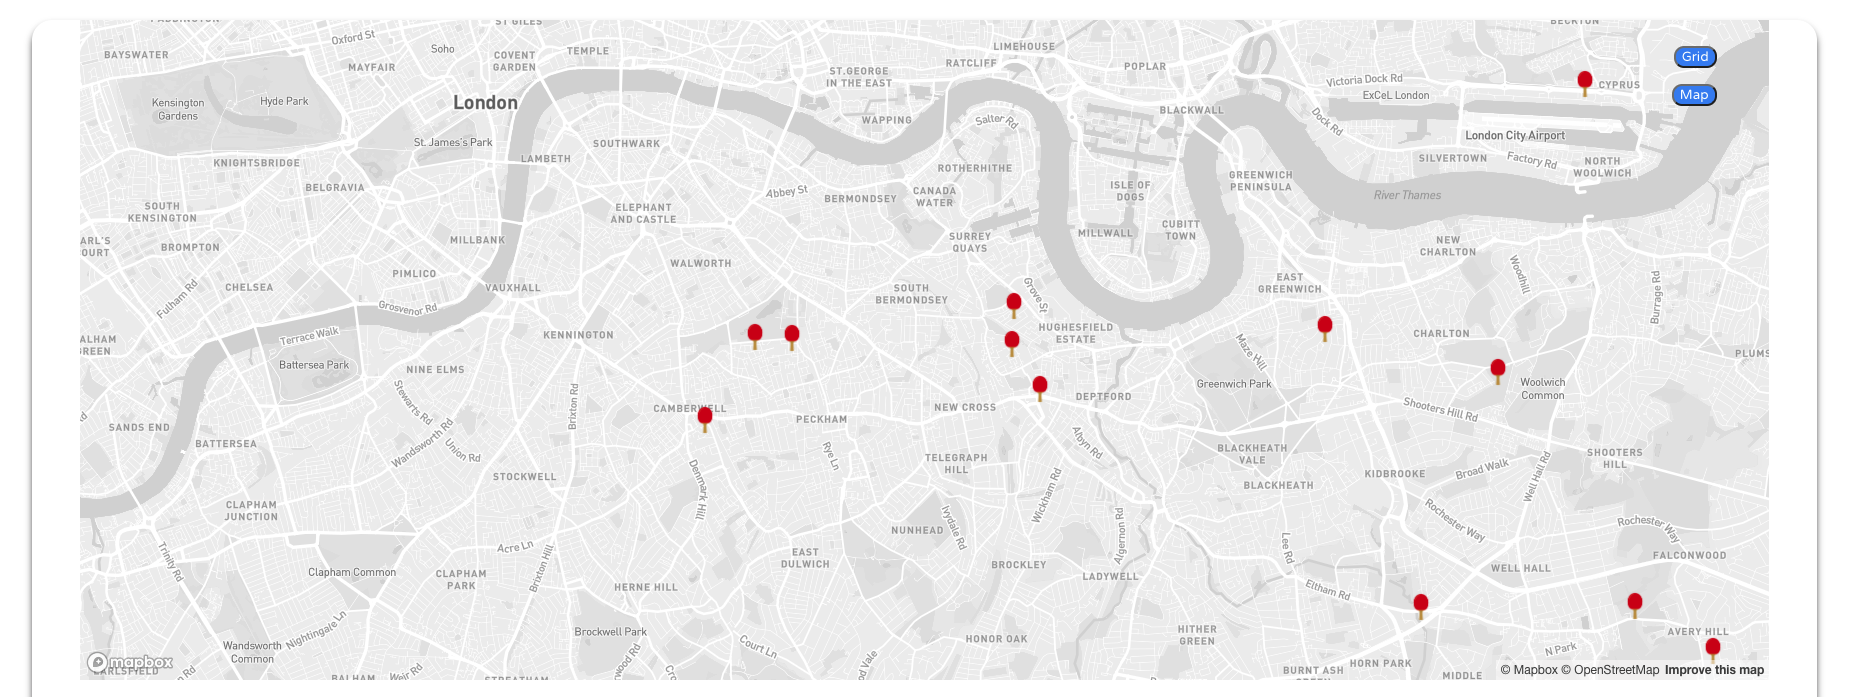 PADDINGTON
ST GILES
BECKTON
Oxford St
Soho
BAYSWATER
COVENT
GARDEN
TEMPLE
LIMEHOUSE
MAYFAIR
ST.GEORGE
IN THE EAST
RATCLIFF
POPLAR
Grid
Victoria Dock Rd
CYPRUS
Map
ExCeL London
Kensington
Gardens
Hyde Park
London
BLACKWALL
WAPPING
Salter Rd
Dock Rd
London City Airport
St. James's Park
SOUTHWARK
KNIGHTSBRIDGE
LAMBETH
ROTHERHITHE
SILVERTOWN
Factory Rd
NORTH
WOOLWICH
GREENWICH
PENINSULA
BELGRAVIA
Abbey St
BERMONDSEY
CANADA
WATER
ISLE OF
DOGS
River Thames
SOUTH
KENSINGTON
ELEPHANT
AND CASTLE
CUBITT
TOWN
MILLWALL
SURREY
QUAYS
ARL'S
OURT
BROMPTON
MILLBANK
NEW
CHARLTON
WALWORTH
PIMLICO
Woodhill
Burrage Rd
CHELSEA
VAUXHALL
SOUTH
BERMONDSEY
EAST
GREENWICH
Fulham Rd
Grosvenor Rd
Grove St
Terrace Walk
KENNINGTON
HUGHESFIELD
ESTATE
CHARLTON
ALHAM
GREEN
Maze Hill
PLUMS
Battersea Park
NINE ELMS
Greenwich Park
Woolwich
Common
Stewarts Rd
Brixton Rd
CAMBERWELL
NEW CROSS
DEPTFORD
Shooters Hill Rd
PECKHAM
SANDS END
BATTERSEA
Wandsworth Rd
Union Rd
Rye Ln
Albyn Rd
BLACKHEATH
VALE
SHOOTERS
HILL
TELEGRAPH
HILL
STOCKWELL
Denmark Hill
KIDBROOKE
Broad Walk
Well Hall Rd
BLACKHEATH
Wickham Rd
CLAPHAM
JUNCTION
Ivydale Rd
Algernon Rd
Rochester Way
Rochester Way
NUNHEAD
Acre Ln
Lee Rd
EAST
DULWICH
FALCONWOOD
Trinity Rd
Clapham Common
CLAPHAM
PARK
Brixton Hill
BROCKLEY
LADYWELL
WELL HALL
HERNE HILL
Eltham Rd
Nightingale Ln
Brockwell Park
HITHER
GREEN
AVERY HILL
Wandsworth
Common
Court Ln
HONOR OAK
N Park
mapbox
EARLSFIELD
BALHAM
Weir Rd
STREATHAM
wood Rd
od Vale
BURNT ASH
HORN PARK
MIDDLE
© Mapbox © OpenStreetMap Improve this map